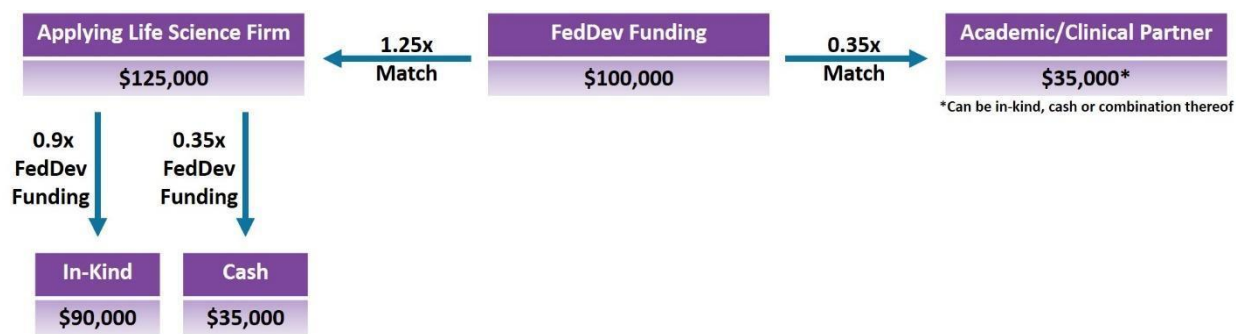 Applying Life Science Firm
$125,000
1.25x
Match
FedDev Funding
$100,000
0.35x
Match
Academic/Clinical Partner
$35,000*
*Can be in-kind, cash or combination thereof
0.9x
FedDev
Funding
0.35x
FedDev
Funding
In-Kind
$90,000
Cash
$35,000